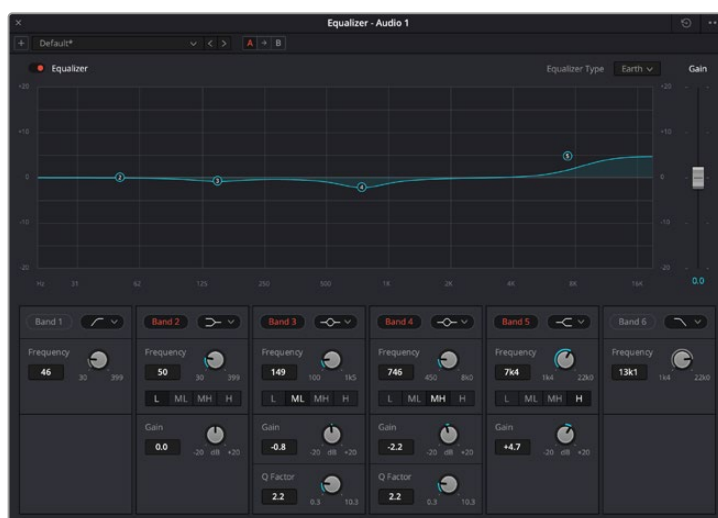 Equalizer - Audio 1
Default*
A B
Equalizer
Equalizer Type Earth Gain
+20 +20
+10 +10
0 0
-10 -10
-20 -20
2 3 4 5
Hz 31 62 125 250 500 1K 2K 4K 8K 16K 0.0
Band 1 Band 2 Band 3 Band 4 Band 5 Band 6
Frequency Frequency Frequency Frequency Frequency Frequency
46 30 399 50 30 399 149 100 1k5 746 450 8k0 7k4 1k4 22k0 13k1 1k4 22k0
L ML MH H L ML MH H L ML MH H L ML MH H
Gain Gain Gain Gain
0.0 -20 dB +20 -0.8 -20 dB +20 -2.2 -20 dB +20 +4.7 -20 dB +20
Q Factor Q Factor
2.2 0.3 10.3 2.2 0.3 10.3